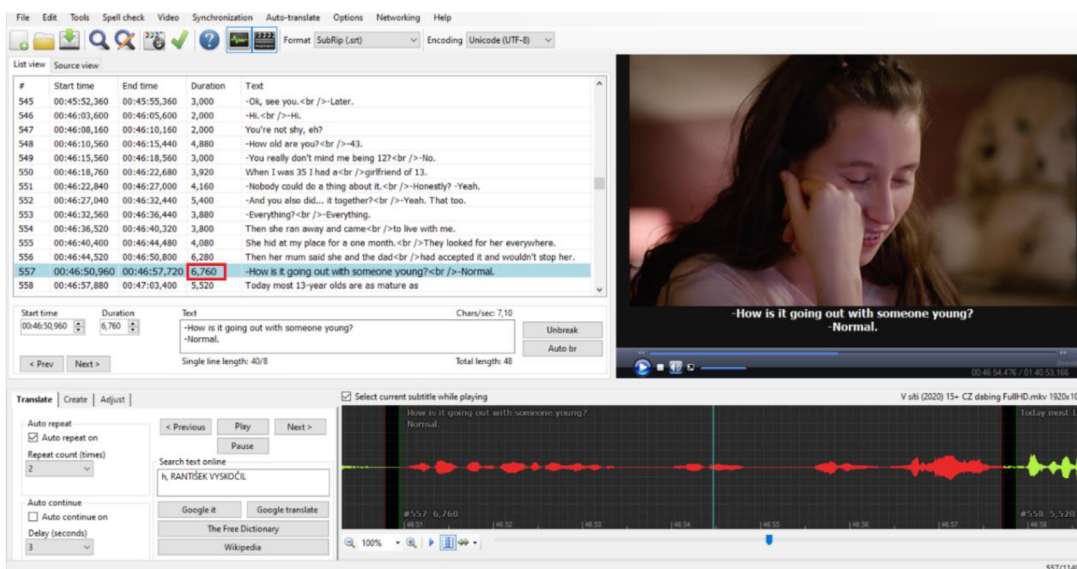 File Edit Tools Spell check Video Synchronization Auto-translate Options Networking Help
Format SubRip (.srt) Encoding Unicode (UTF-8)
List view Source view
# Start time End time Duration Text
545 00:45:52,360 00:45:55,360 3,000 -Ok, see you.<br />-Later.
546 00:46:03,600 00:46:05,600 2,000 -Hi.<br />-Hi.
547 00:46:08,160 00:46:10,160 2,000 You're not shy, eh?
548 00:46:10,560 00:46:15,440 4,880 -How old are you?<br />-43.
549 00:46:15,560 00:46:18,560 3,000 -You really don't mind me being 12?<br />-No.
550 00:46:18,760 00:46:22,680 3,920 When I was 35 I had a<br />girlfriend of 13.
551 00:46:22,840 00:46:27,000 4,160 -Nobody could do a thing about it.<br />-Honestly? -Yeah.
552 00:46:27,040 00:46:32,440 5,400 -And you also did... it together?<br />-Yeah. That too.
553 00:46:32,560 00:46:36,440 3,880 -Everything?<br />-Everything.
554 00:46:36,520 00:46:40,320 3,800 Then she ran away and came<br />to live with me.
555 00:46:40,400 00:46:44,480 4,080 She hid at my place for a one month.<br />They looked for her everywhere.
556 00:46:44,520 00:46:50,800 6,280 Then her mum said she and the dad<br />had accepted it and wouldn't stop her.
557 00:46:50,960 00:46:57,720 6,760 -How is it going out with someone young?<br />-Normal.
558 00:46:57,880 00:47:03,400 5,520 Today most 13-year olds are as mature as
Start time Duration Text Chars/sec: 7,10
00:46:50,960 6,760 -How is it going out with someone young?
-Normal.
Unbreak
Auto br
< Prev Next > Single line length: 40/8 Total length: 48
-How is it going out with someone young?
-Normal.
00:46:54.476 / 01:40:53.166
Translate Create Adjust
Auto repeat
Auto repeat on
Repeat count (times)
2
Auto continue
Auto continue on
Delay (seconds)
3
< Previous Play Next >
Pause
Search text online
h, RANTIŠEK VYSKOČIL
Google it Google translate
The Free Dictionary
Wikipedia
Select current subtitle while playing V síti (2020) 15+ CZ dabing FullHD.mkv 1920x10
How is it going out with someone young? Today most 1
Normal.
#557 6,760 #558 5,520
46:51 46:52 46:53 46:54 46:55 46:56 46:57 46:58
100%
557/1140